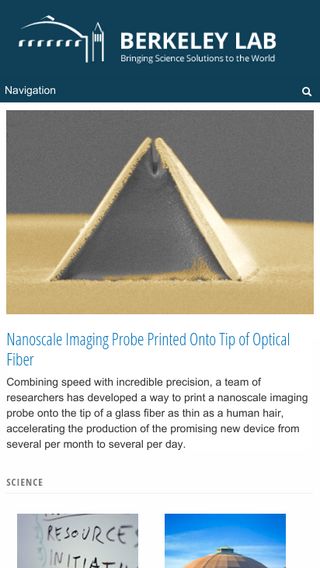 BERKELEY LAB
Bringing Science Solutions to the World
Navigation
Nanoscale Imaging Probe Printed Onto Tip of Optical
Fiber
Combining speed with incredible precision, a team of
researchers has developed a way to print a nanoscale imaging
probe onto the tip of a glass fiber as thin as a human hair,
accelerating the production of the promising new device from
several per month to several per day.
SCIENCE
RESOURCES
INITIATI